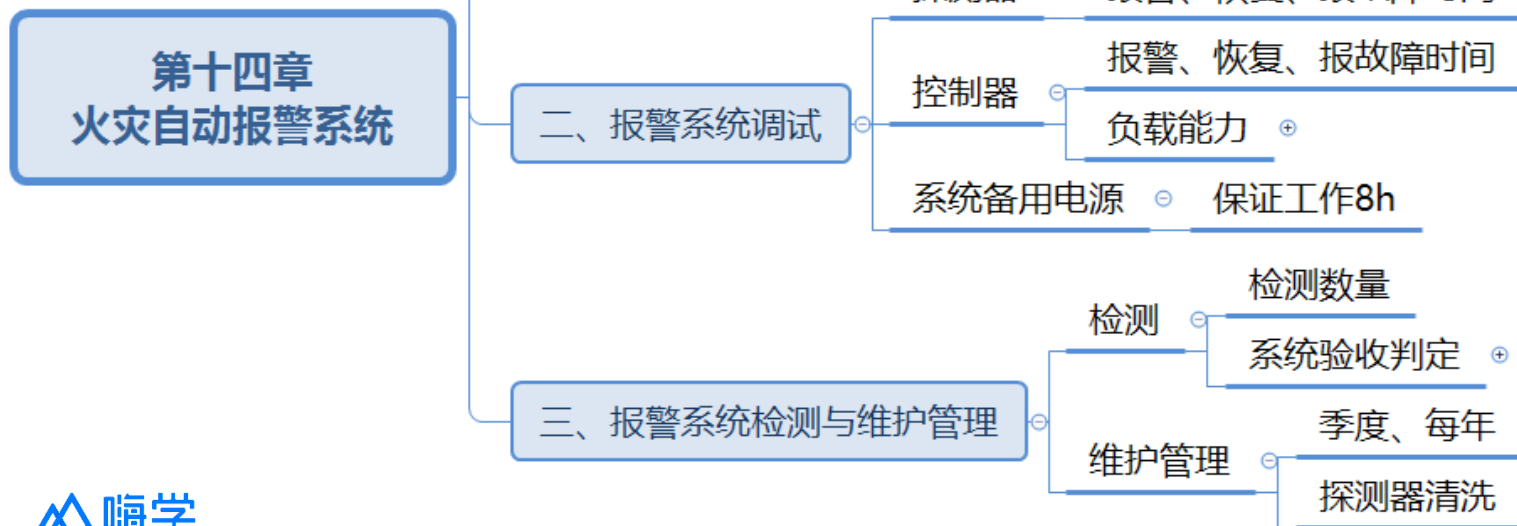 第十四章
火灾自动报警系统
二、报警系统调试
控制器
报警、恢复、报故障时间
负载能力
系统备用电源
保证工作8h
三、报警系统检测与维护管理
检测
检测数量
系统验收判定
维护管理
季度、每年
探测器清洗
嗨学